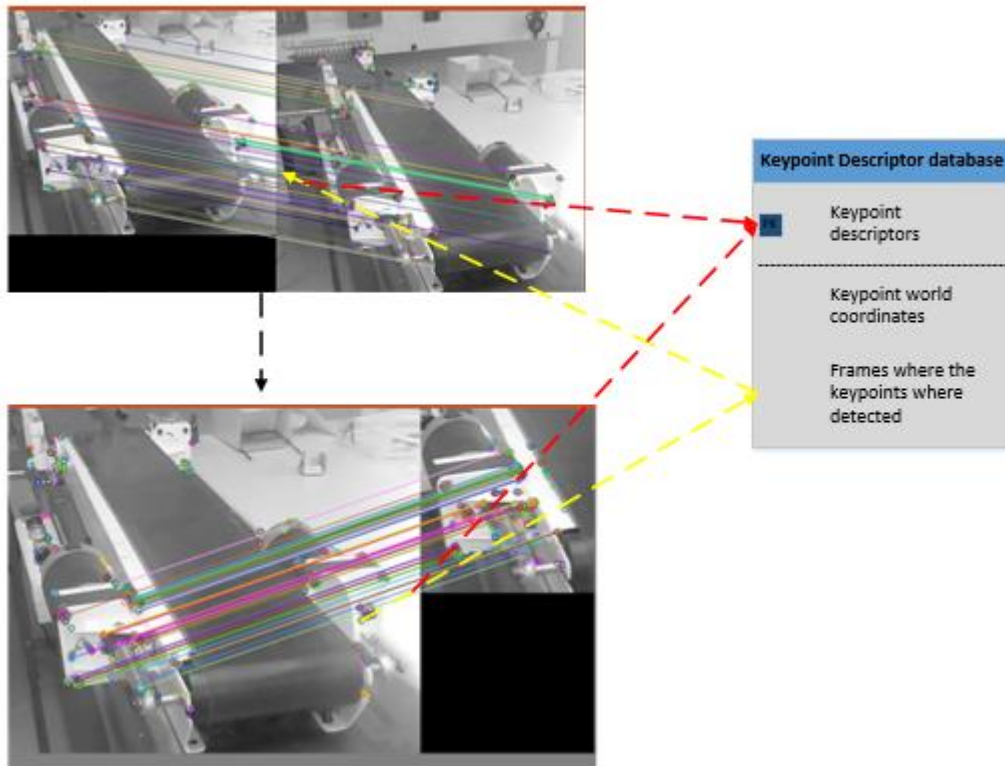 Keypoint Descriptor database
Keypoint
descriptors
Keypoint world
coordinates
Frames where the
keypoints where
detected